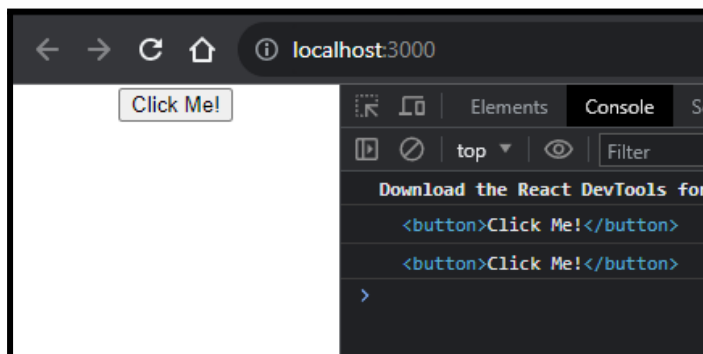 localhost:3000
Click Me!
Elements Console
top Filter
Download the React DevTools for
<button>Click Me!</button>
<button>Click Me!</button>